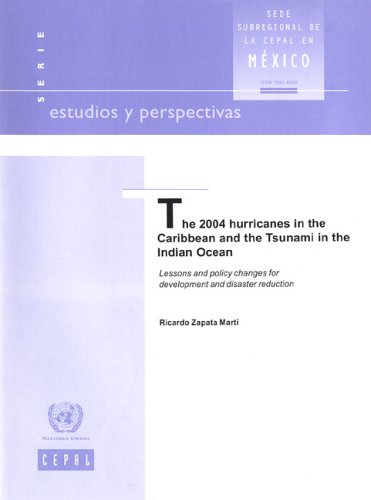 SERIE
SEDE
SUBREGIONAL DE
LA CEPAL EN
MÉXICO
estudios y perspectivas
The 2004 hurricanes in the
Caribbean and the Tsunami in the
Indian Ocean
Lessons and policy changes for
development and disaster reduction
Ricardo Zapata Marti
NACIONES UNIDAS
CEPAL